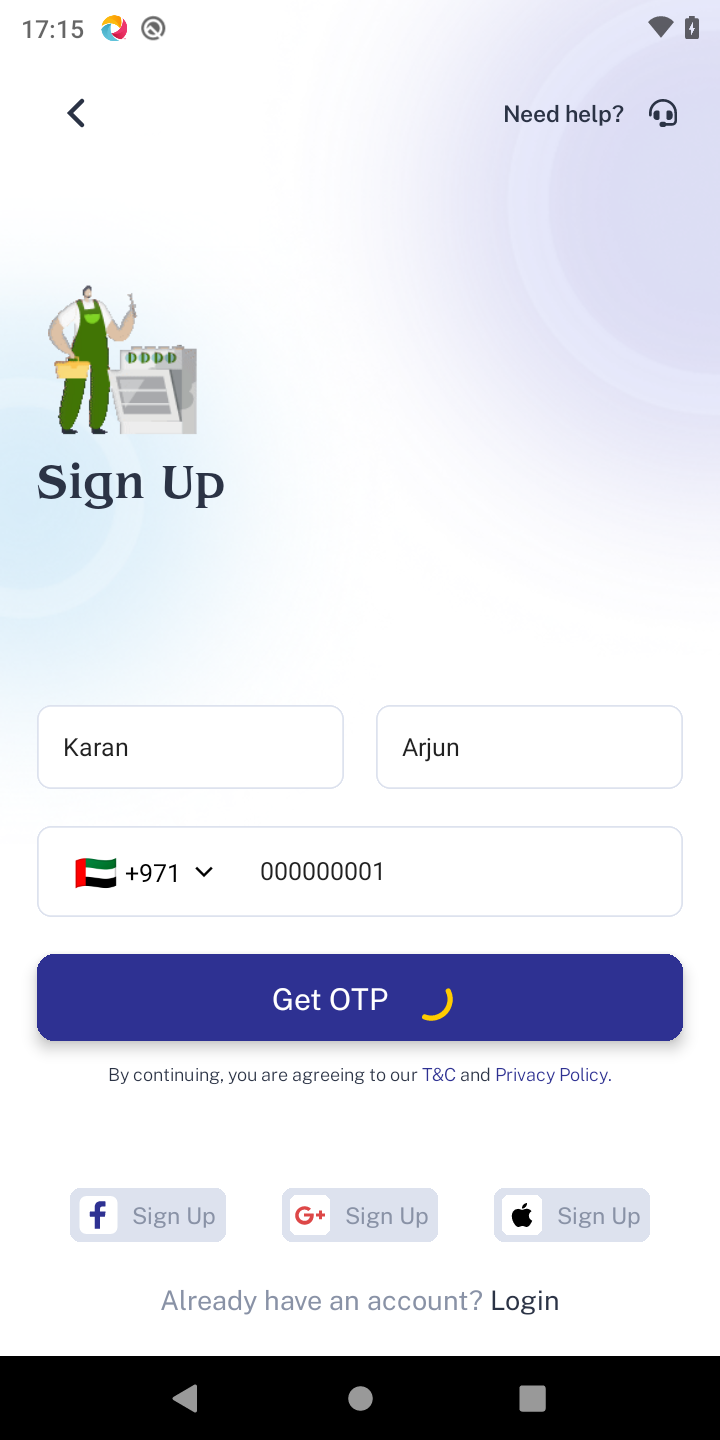 17:15
Need help?
Sign Up
Karan
Arjun
+971
000000001
Get OTP
By continuing, you are agreeing to our T&C and Privacy Policy.
Sign Up
G+ Sign Up
Sign Up
Already have an account? Login